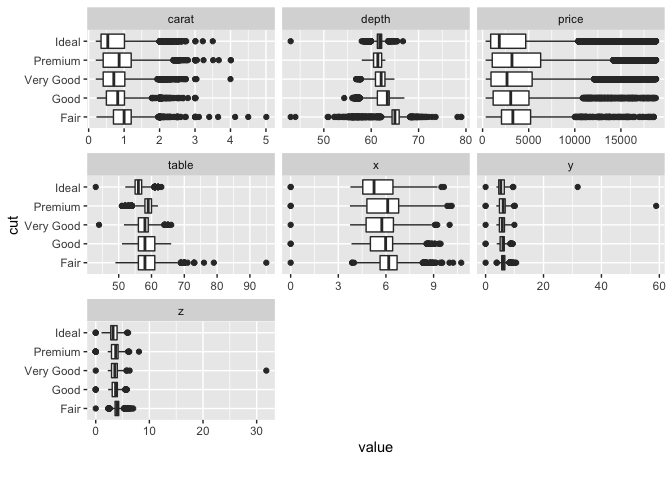 carat depth price
Ideal
Premium
Very Good
Good
Fair
0 1 2 3 4 5 50 60 70 80 0 5000 10000 15000
table x y
Ideal
Premium
Very Good
Good
Fair
50 60 70 80 90 0 3 6 9 0 20 40 60
z
Ideal
Premium
Very Good
Good
Fair
0 10 20 30
cut
value